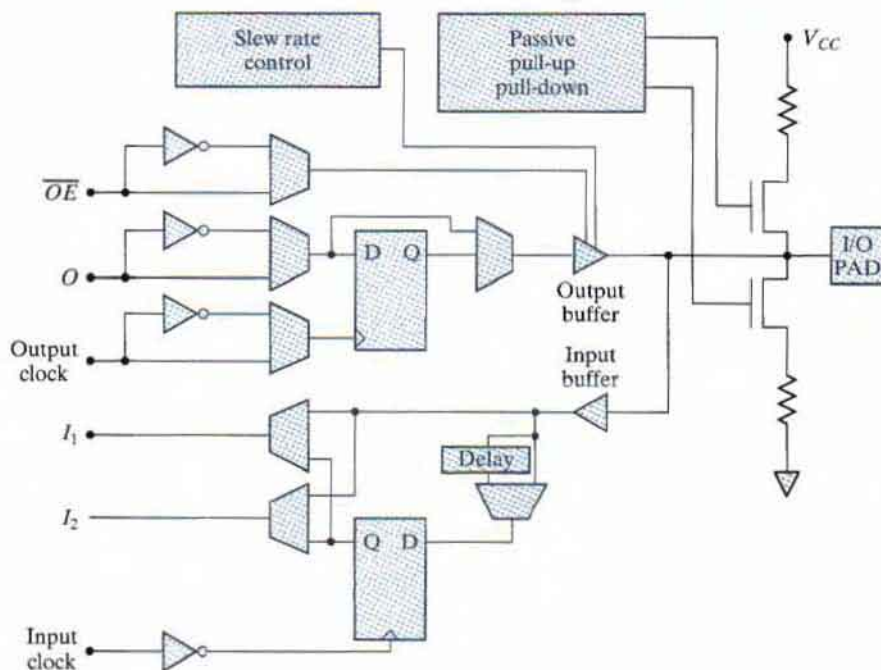 Slew rate
control
Passive
pull-up
pull-down
V_CC
\overline{OE}
O
D Q
I/O
PAD
Output
buffer
Output
clock
Input
buffer
I_1
Delay
I_2
Q D
Input
clock